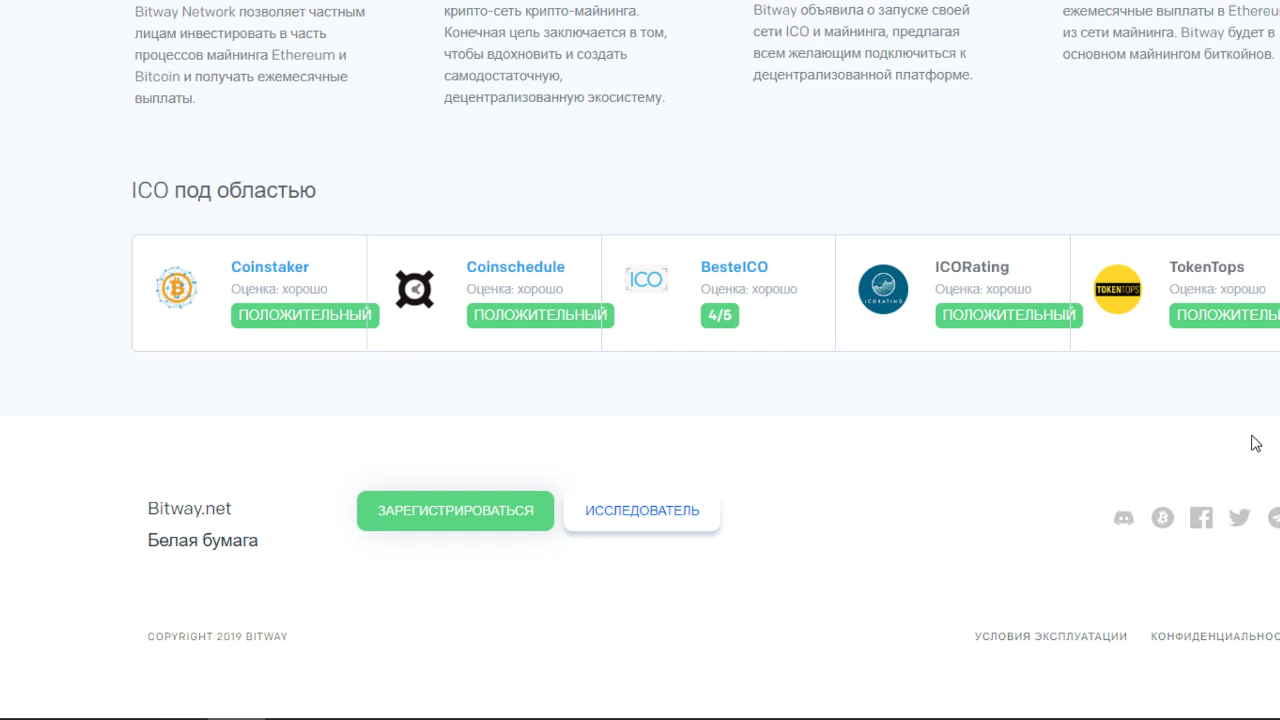 Bitway Network позволяет частным
лицам инвестировать в часть
процессов майнинга Ethereum и
Bitcoin и получать ежемесячные
выплаты.
крипто-сеть крипто-майнинга.
Конечная цель заключается в том,
чтобы вдохновить и создать
самодостаточную,
децентрализованную экосистему.
Bitway объявила о запуске своей
сети ICO и майнинга, предлагая
всем желающим подключиться к
децентрализованной платформе.
ежемесячные выплаты в Ethereu
из сети майнинга. Bitway будет в
основном майнингом биткойнов.
ICO под областью
Coinstaker
Оценка: хорошо
ПОЛОЖИТЕЛЬНЫЙ
Coinschedule
Оценка: хорошо
ПОЛОЖИТЕЛЬНЫЙ
ICO
BesteICO
Оценка: хорошо
4/5
ICORATING
ICORating
Оценка: хорошо
ПОЛОЖИТЕЛЬНЫЙ
TOKENTOPS
TokenTops
Оценка: хорошо
ПОЛОЖИТЕЛЬ
Bitway.net
Белая бумага
ЗАРЕГИСТРИРОВАТЬСЯ
ИССЛЕДОВАТЕЛЬ
COPYRIGHT 2019 BITWAY
УСЛОВИЯ ЭКСПЛУАТАЦИИ
КОНФИДЕНЦИАЛЬНОС